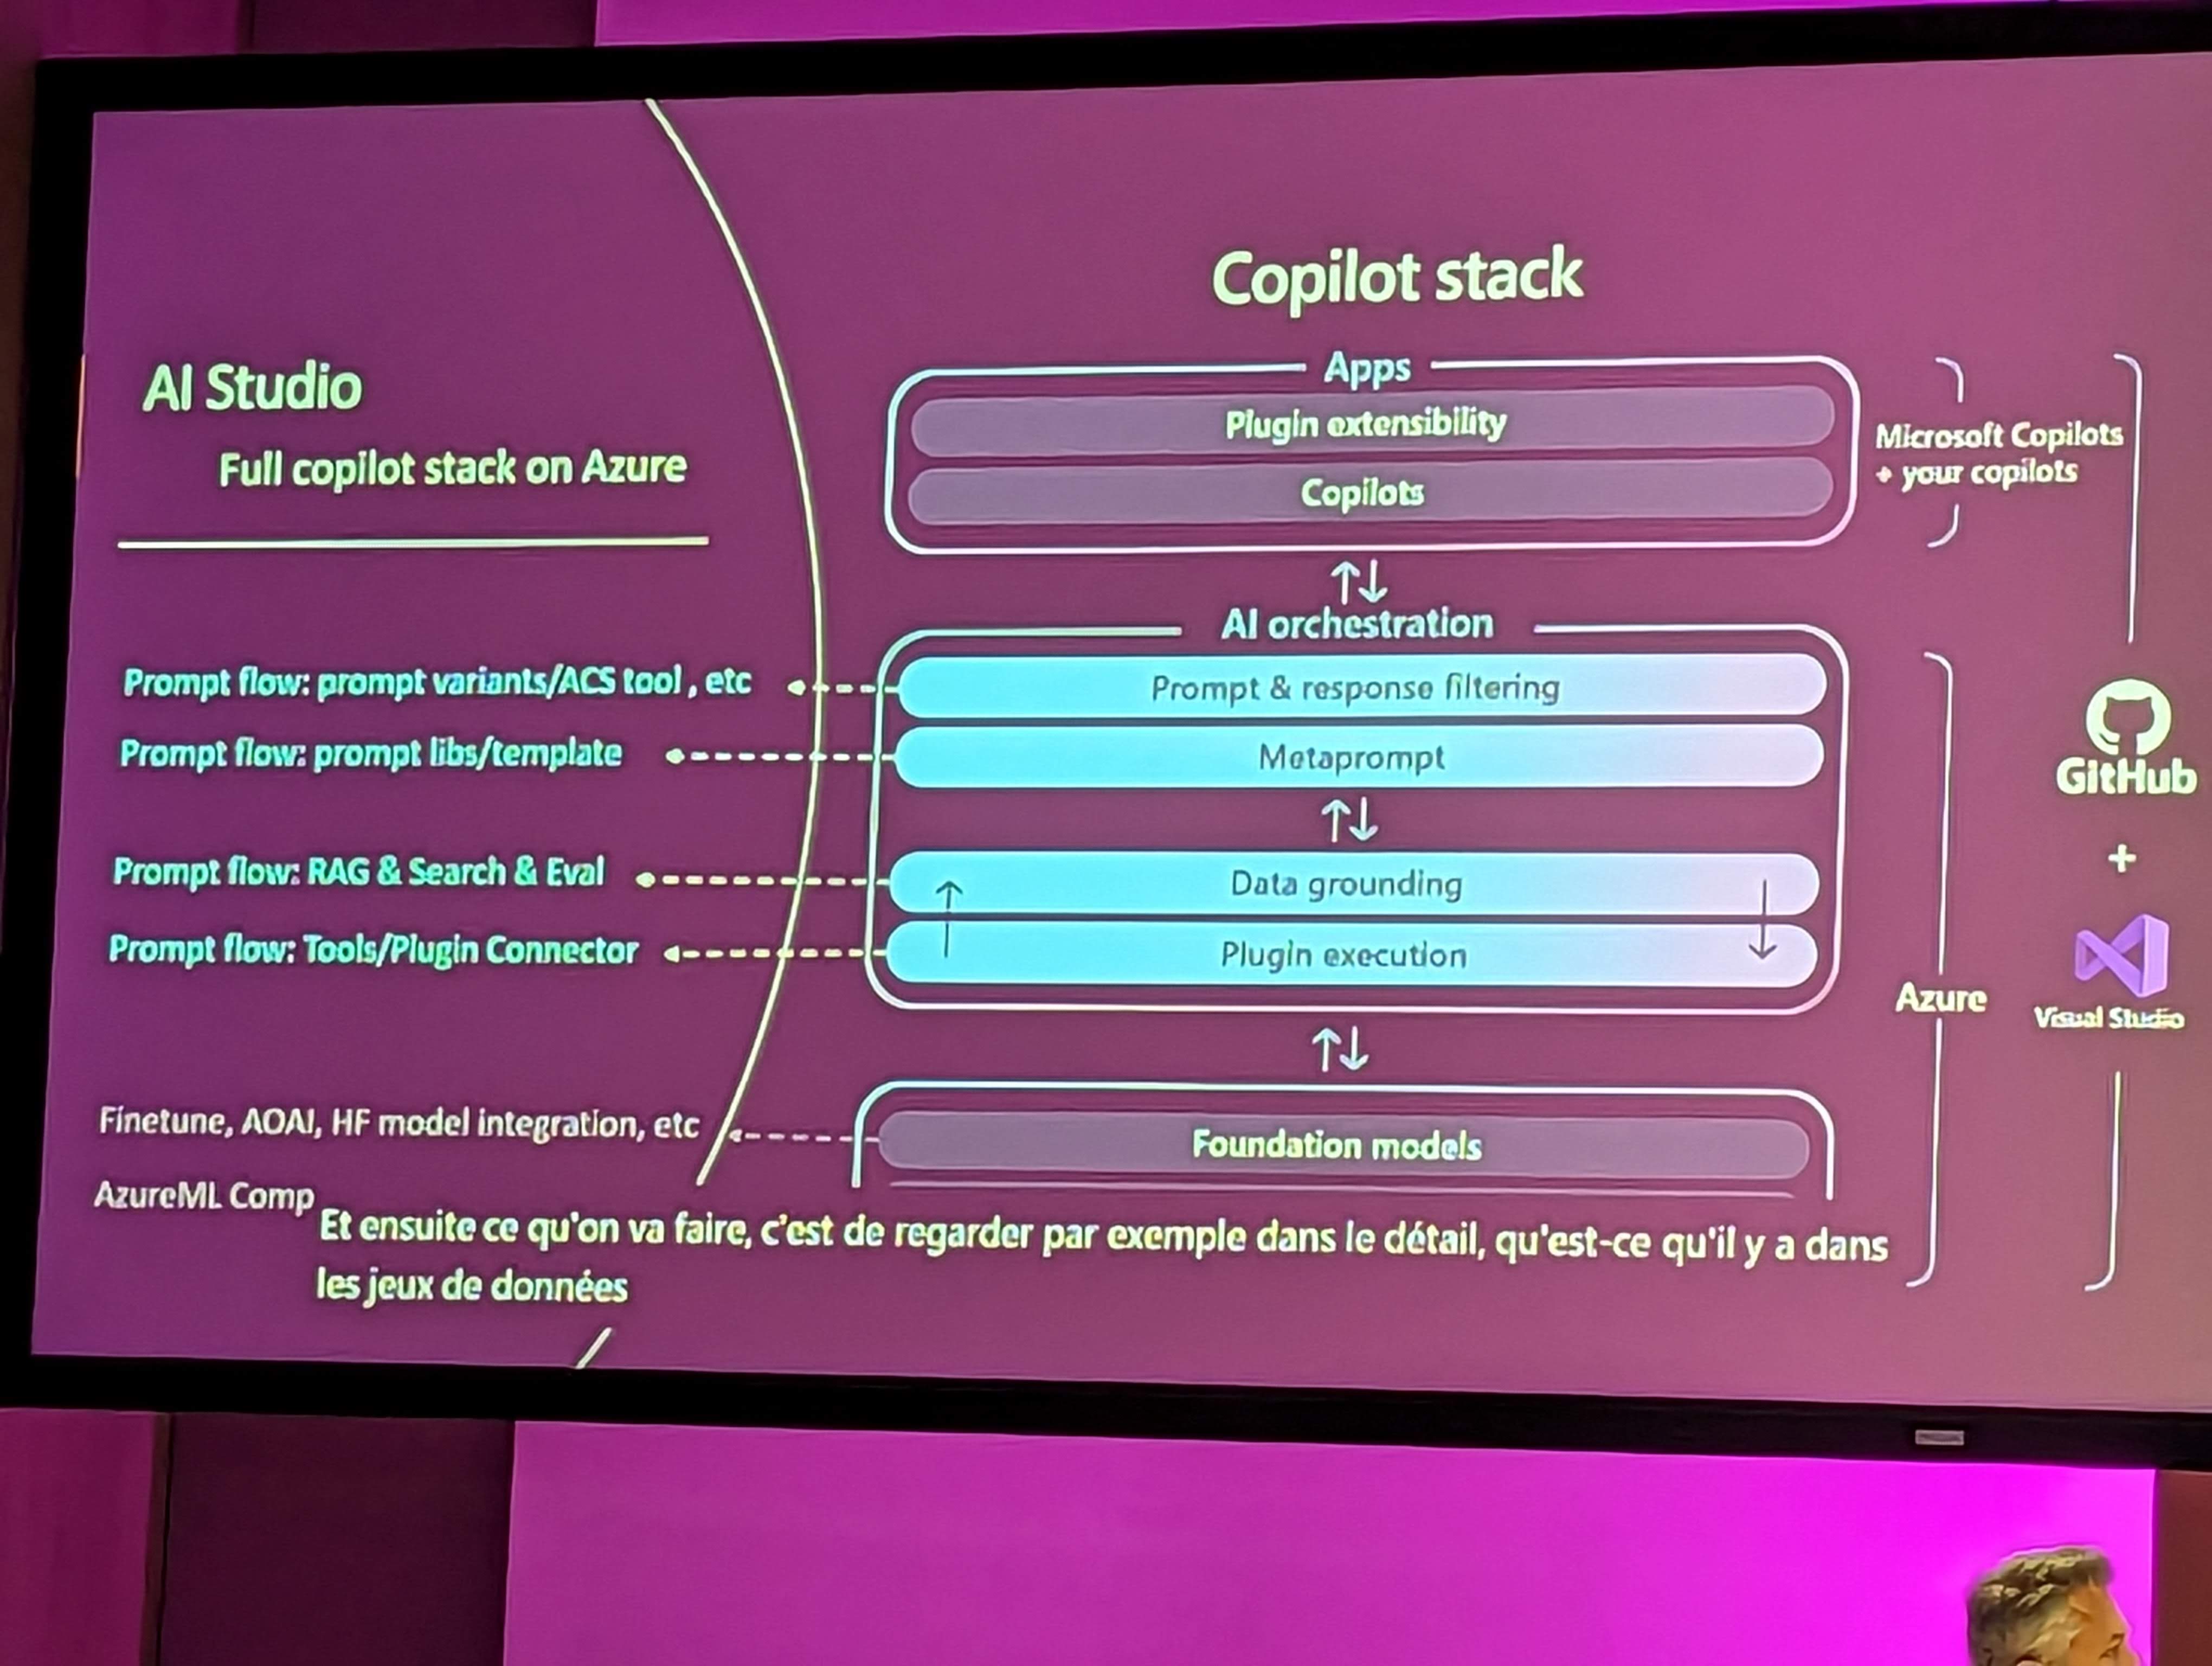 Copilot stack
AI Studio
Full copilot stack on Azure
Apps
Plugin extensibility
Copilots
Microsoft Copilots
+ your copilots
AI orchestration
Prompt flow: prompt variants/ACS tool , etc
Prompt & response filtering
Prompt flow: prompt libs/template
Metaprompt
Prompt flow: RAG & Search & Eval
Data grounding
Prompt flow: Tools/Plugin Connector
Plugin execution
Azure
GitHub
+
Visual Studio
Finetune, AOAI, HF model integration, etc
Foundation models
AzureML Comp
Et ensuite ce qu'on va faire, c'est de regarder par exemple dans le détail, qu'est-ce qu'il y a dans
les jeux de données